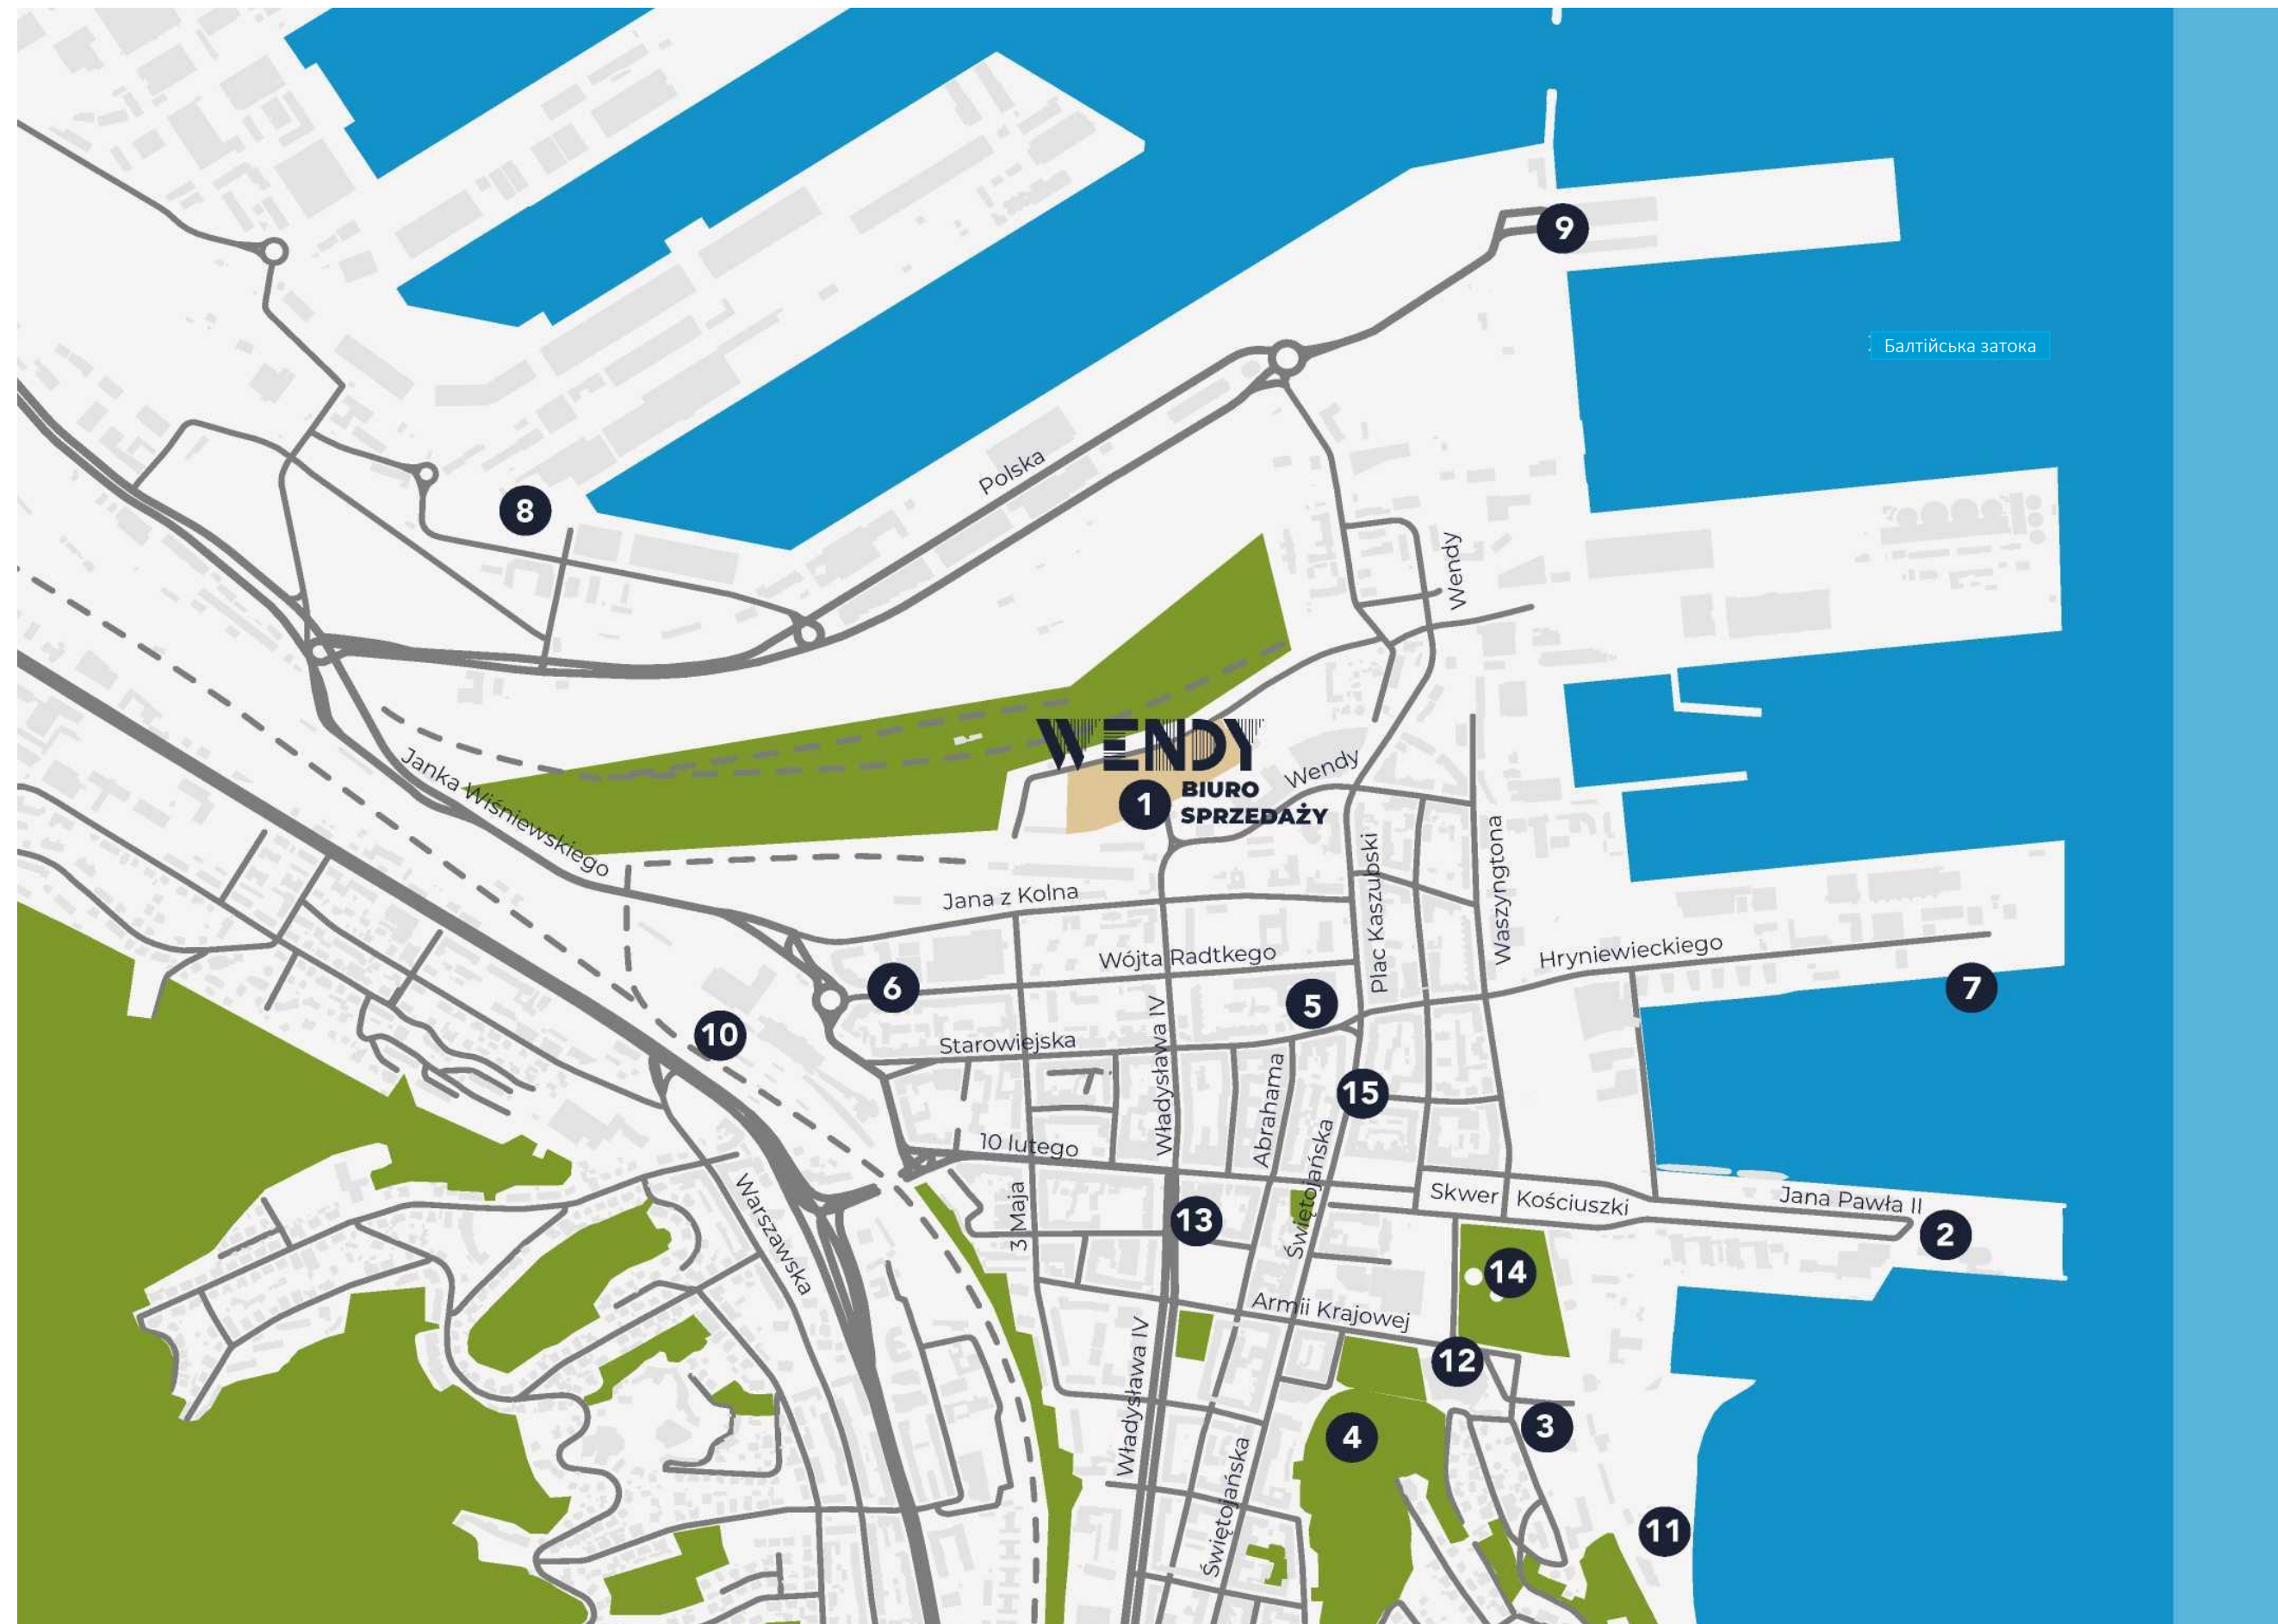 9
Балтійська затока
Polska
8
Wendy
WENDY
BIURO
SPRZEDAŻY
1
Wendy
Janka Wiśniewskiego
Plac Kaszubski
Waszyngtona
Jana z Kolna
Wójta Radtkego
Hryniewieckiego
6
5
7
10
Starowiejska
Władysława IV
Abrahama
15
10 lutego
Świętojańska
3 Maja
Warszawska
13
Skwer Kościuszki
Jana Pawła II
2
14
Armii Krajowej
12
Władysława IV
4
3
Świętojańska
11